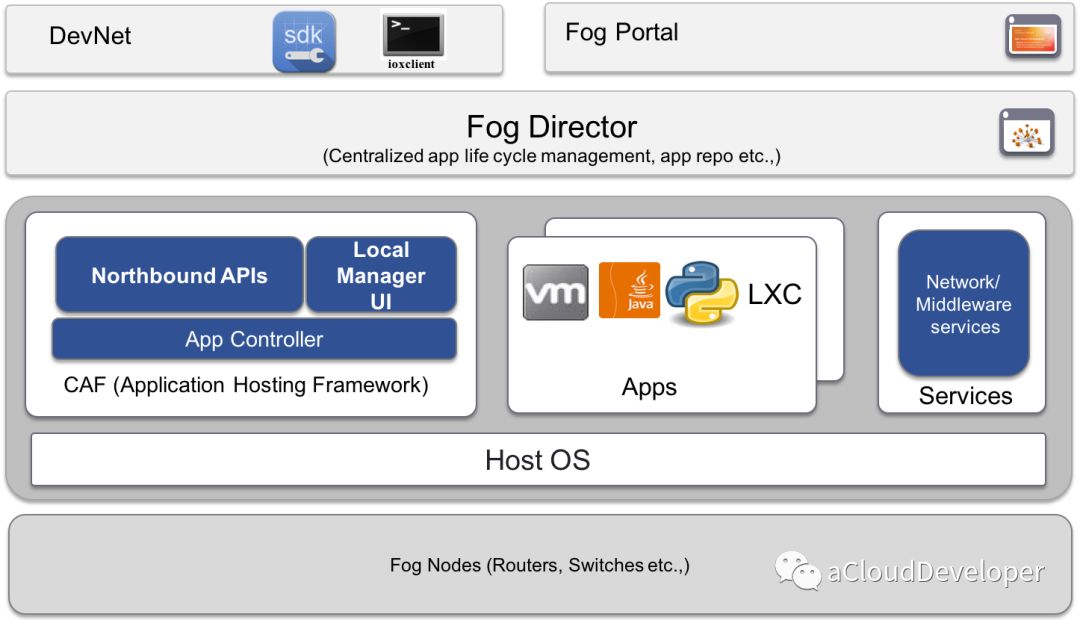 DevNet
sdk
>_
ioxclient
Fog Portal
Fog Director
(Centralized app life cycle management, app repo etc.,)
Northbound APIs
Local
Manager
UI
App Controller
CAF (Application Hosting Framework)
vm
Java
LXC
Apps
Network/
Middleware
services
Services
Host OS
Fog Nodes (Routers, Switches etc.,)
aCloudDeveloper